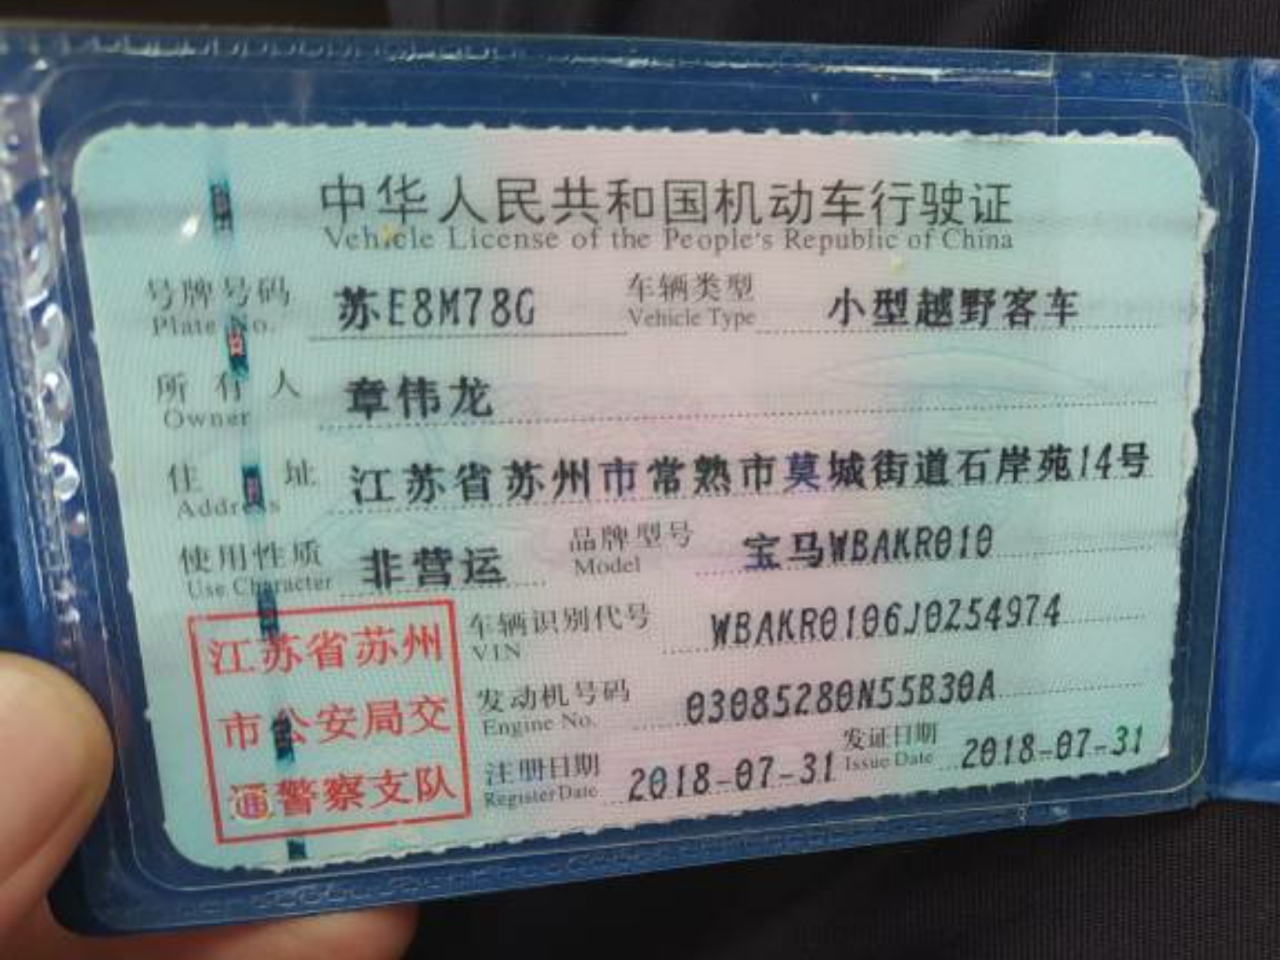 中华人民共和国机动车行驶证
Vehicle License of the People's Republic of China
号牌号码 苏E8M78G 车辆类型 小型越野客车
Plate No. Vehicle Type
所有人 章伟龙
Owner
住址 江苏省苏州市常熟市莫城街道石岸苑14号
Address
使用性质 非营运 品牌型号 宝马WBAKR010
Use Character Model
江苏省苏州
市公安局交
通警察支队
车辆识别代号 WBAKR0106J0Z54974
VIN
发动机号码 03085280N55B30A
Engine No.
注册日期 2018-07-31 发证日期 2018-07-31
Register Date Issue Date